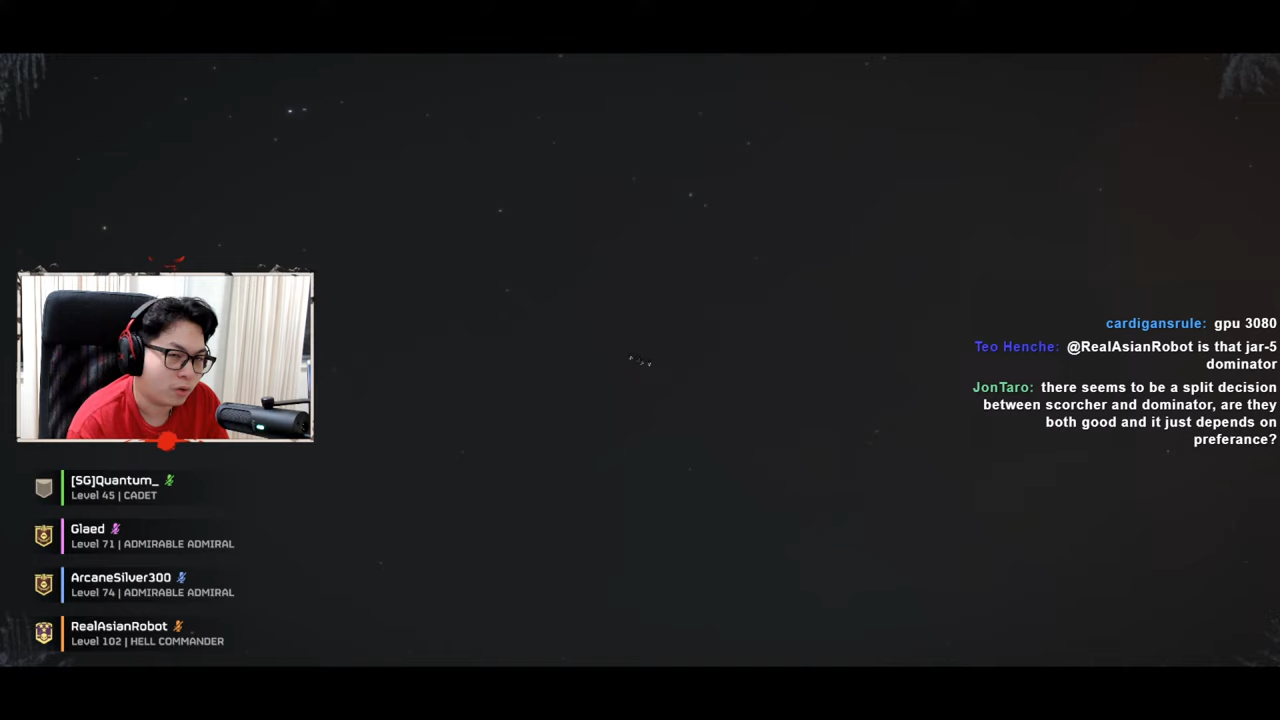 cardigansrule: gpu 3080
Teo Henche: @RealAsianRobot is that jar-5
dominator
JonTaro: there seems to be a split decision
between scorcher and dominator, are they
both good and it just depends on
preferance?
[SG]Quantum_
Level 45 | CADET
Glaed
Level 71 | ADMIRABLE ADMIRAL
ArcaneSilver300
Level 74 | ADMIRABLE ADMIRAL
RealAsianRobot
Level 102 | HELL COMMANDER